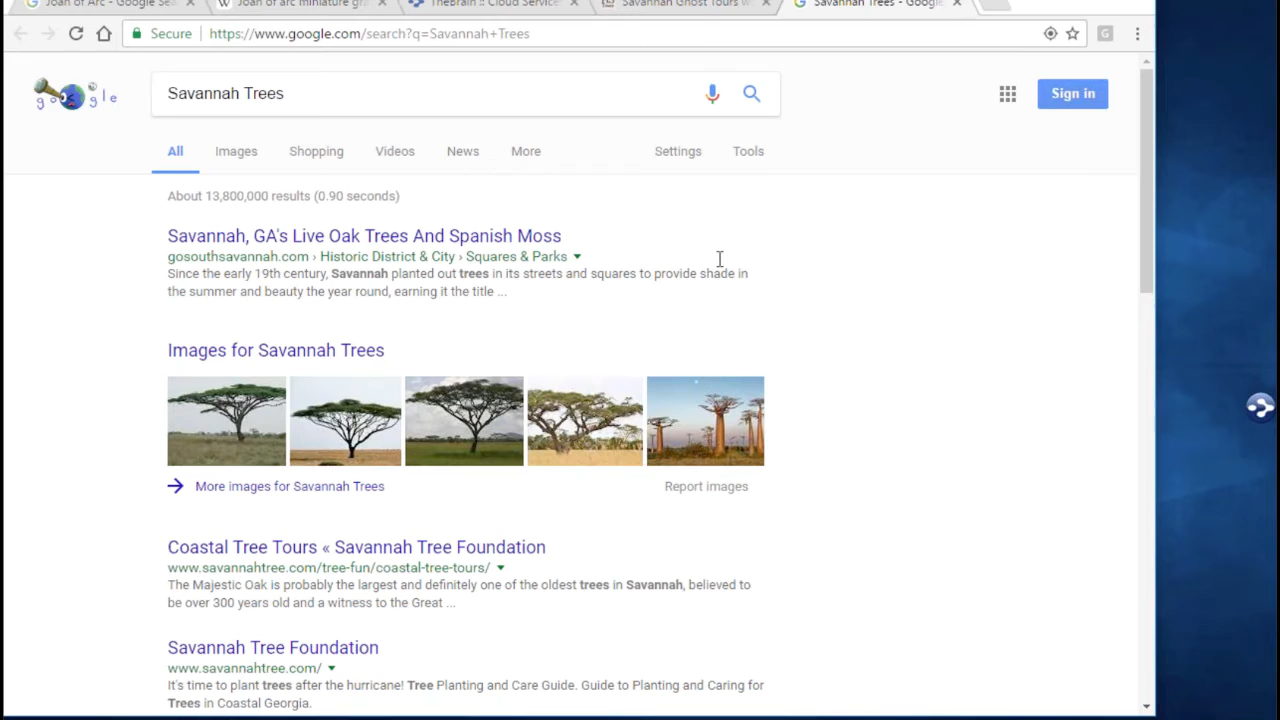 Joan of Arc - Google Sea
Joan of arc miniature gra
TheBrain :: Cloud Services
Savannah Ghost Tours w
Savannah Trees - Google
Secure
https://www.google.com/search?q=Savannah+Trees
G
google
Savannah Trees
Sign in
All Images Shopping Videos News More Settings Tools
About 13,800,000 results (0.90 seconds)
Savannah, GA's Live Oak Trees And Spanish Moss
gosouthsavannah.com › Historic District & City › Squares & Parks
Since the early 19th century, Savannah planted out trees in its streets and squares to provide shade in
the summer and beauty the year round, earning it the title ...
Images for Savannah Trees
More images for Savannah Trees
Report images
Coastal Tree Tours « Savannah Tree Foundation
www.savannahtree.com/tree-fun/coastal-tree-tours/
The Majestic Oak is probably the largest and definitely one of the oldest trees in Savannah, believed to
be over 300 years old and a witness to the Great ...
Savannah Tree Foundation
www.savannahtree.com/
It's time to plant trees after the hurricane! Tree Planting and Care Guide. Guide to Planting and Caring for
Trees in Coastal Georgia.